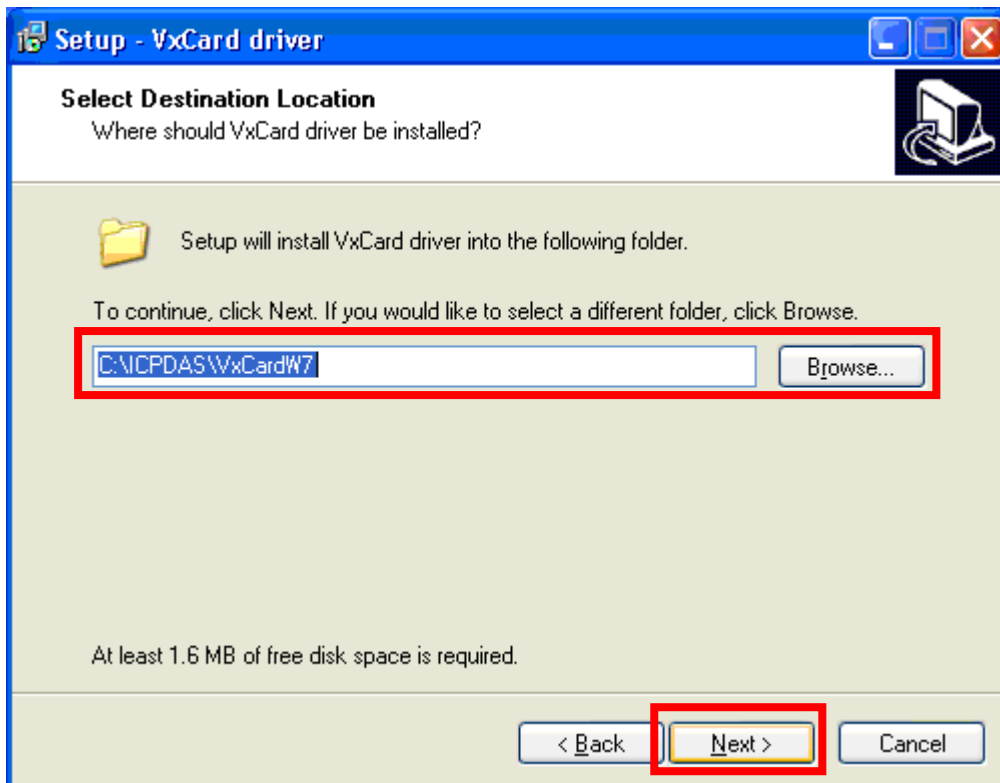 Setup - VxCard driver
Select Destination Location
Where should VxCard driver be installed?
Setup will install VxCard driver into the following folder.
To continue, click Next. If you would like to select a different folder, click Browse.
C:\ICPDAS\VxCardW7
Browse...
At least 1.6 MB of free disk space is required.
< Back
Next >
Cancel